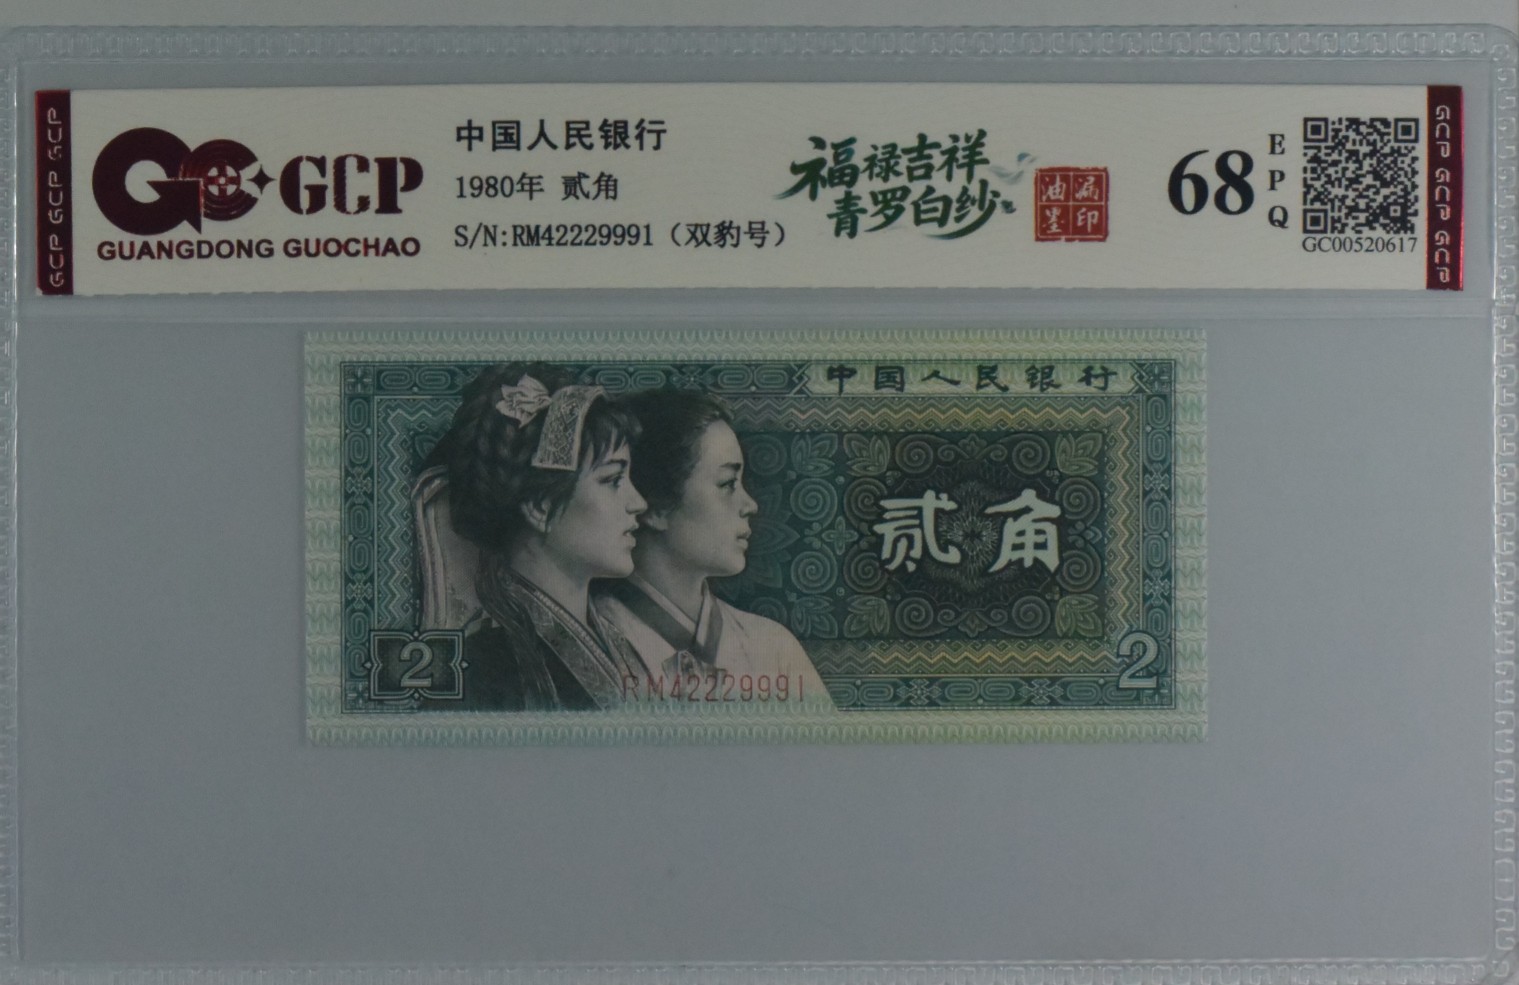 GCP GCP GCP
GCP
GUANGDONG GUOCHAO
中国人民银行
1980年 贰角
S/N:RM42229991（双豹号）
福禄吉祥
青罗白纱
油漏
墨印
68
EPQ
GC00520617
GCP GCP GCP
中国人民银行
贰角
2
2
RM42229991